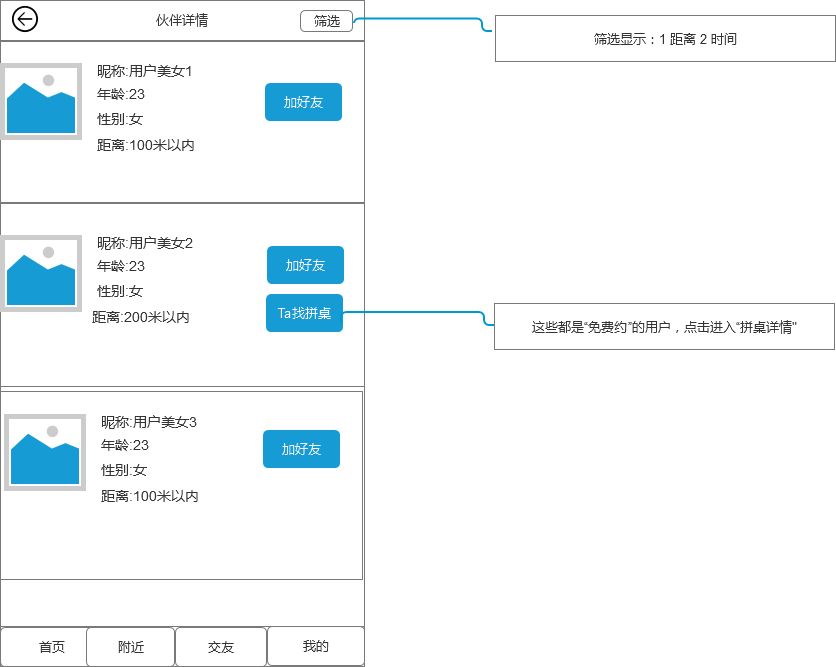 伙伴详情
筛选
筛选显示：1 距离 2 时间
昵称:用户美女1
年龄:23
性别:女
距离:100米以内
加好友
昵称:用户美女2
年龄:23
性别:女
距离:200米以内
加好友
Ta找拼桌
这些都是“免费约”的用户，点击进入“拼桌详情”
昵称:用户美女3
年龄:23
性别:女
距离:100米以内
加好友
首页
附近
交友
我的